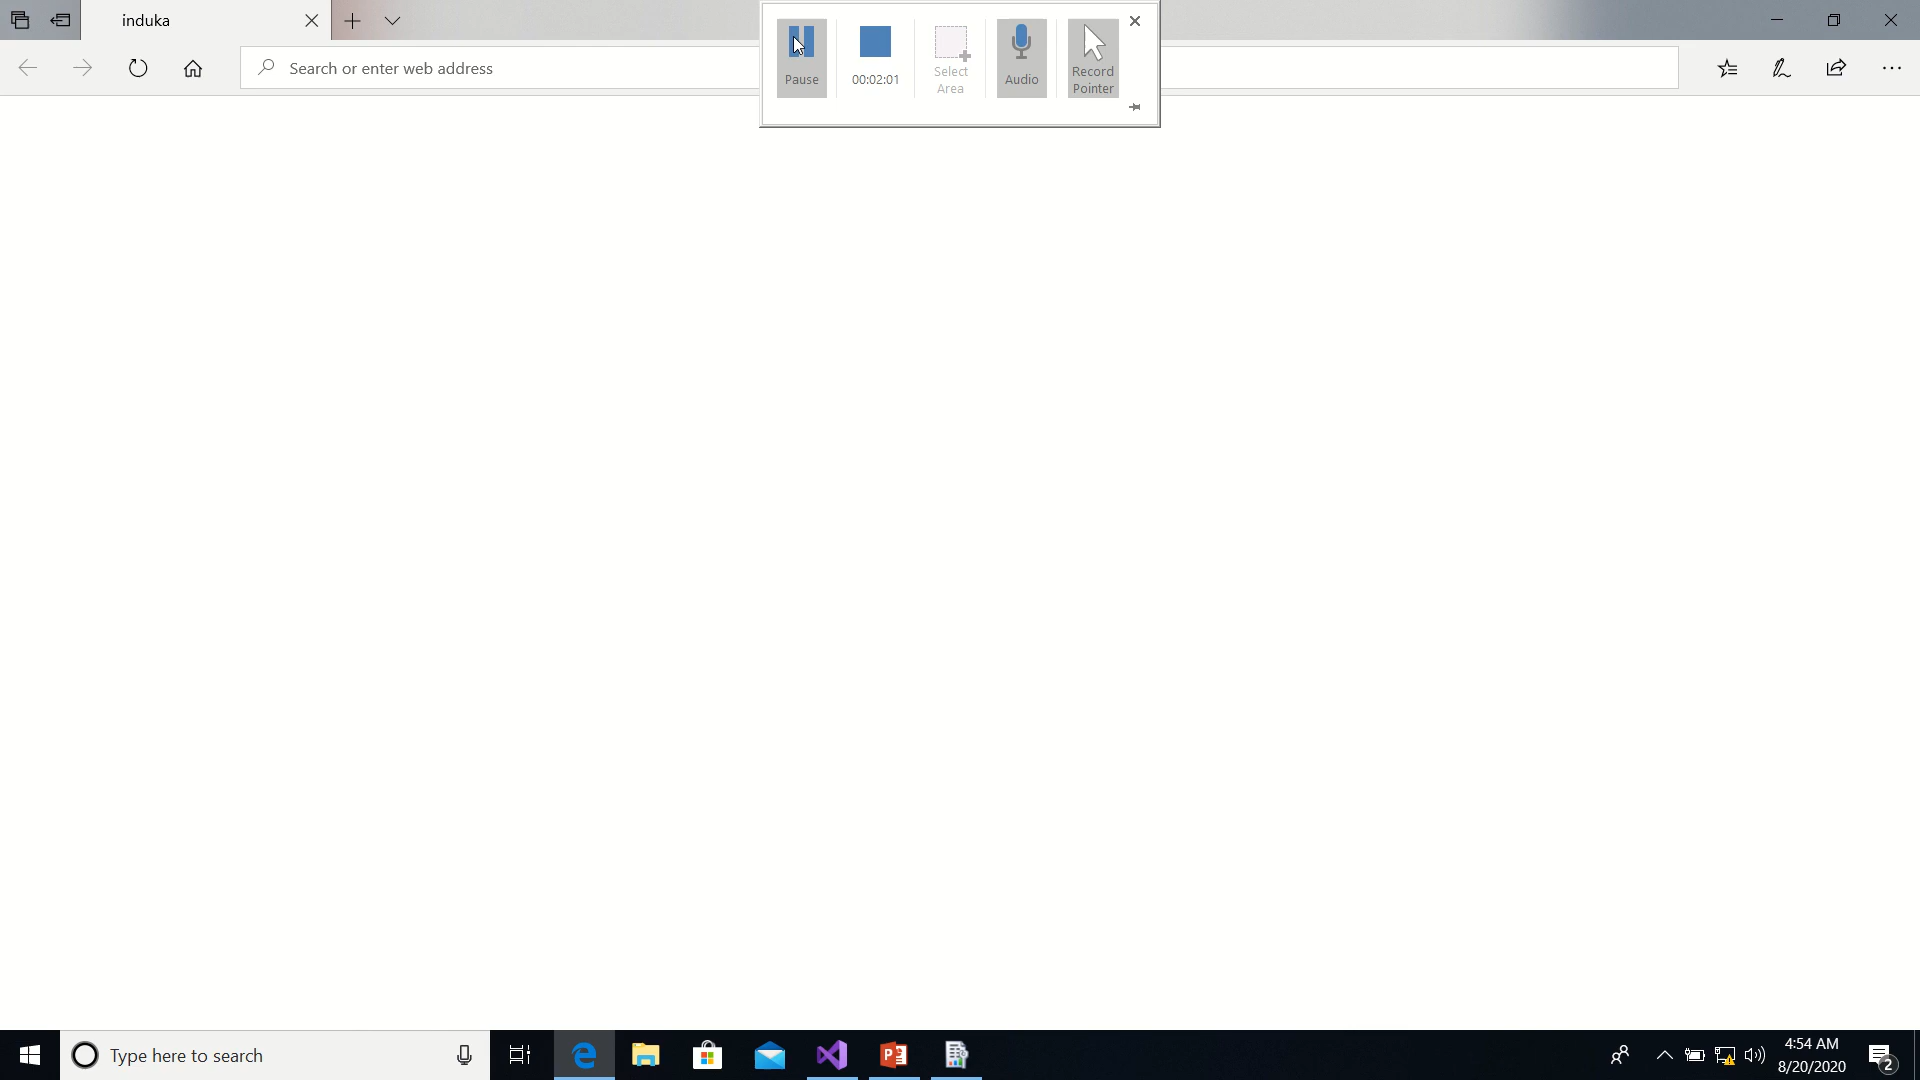 induka
Search or enter web address
Pause
00:02:01
Select
Area
Audio
Record
Pointer
Type here to search
4:54 AM
8/20/2020
2